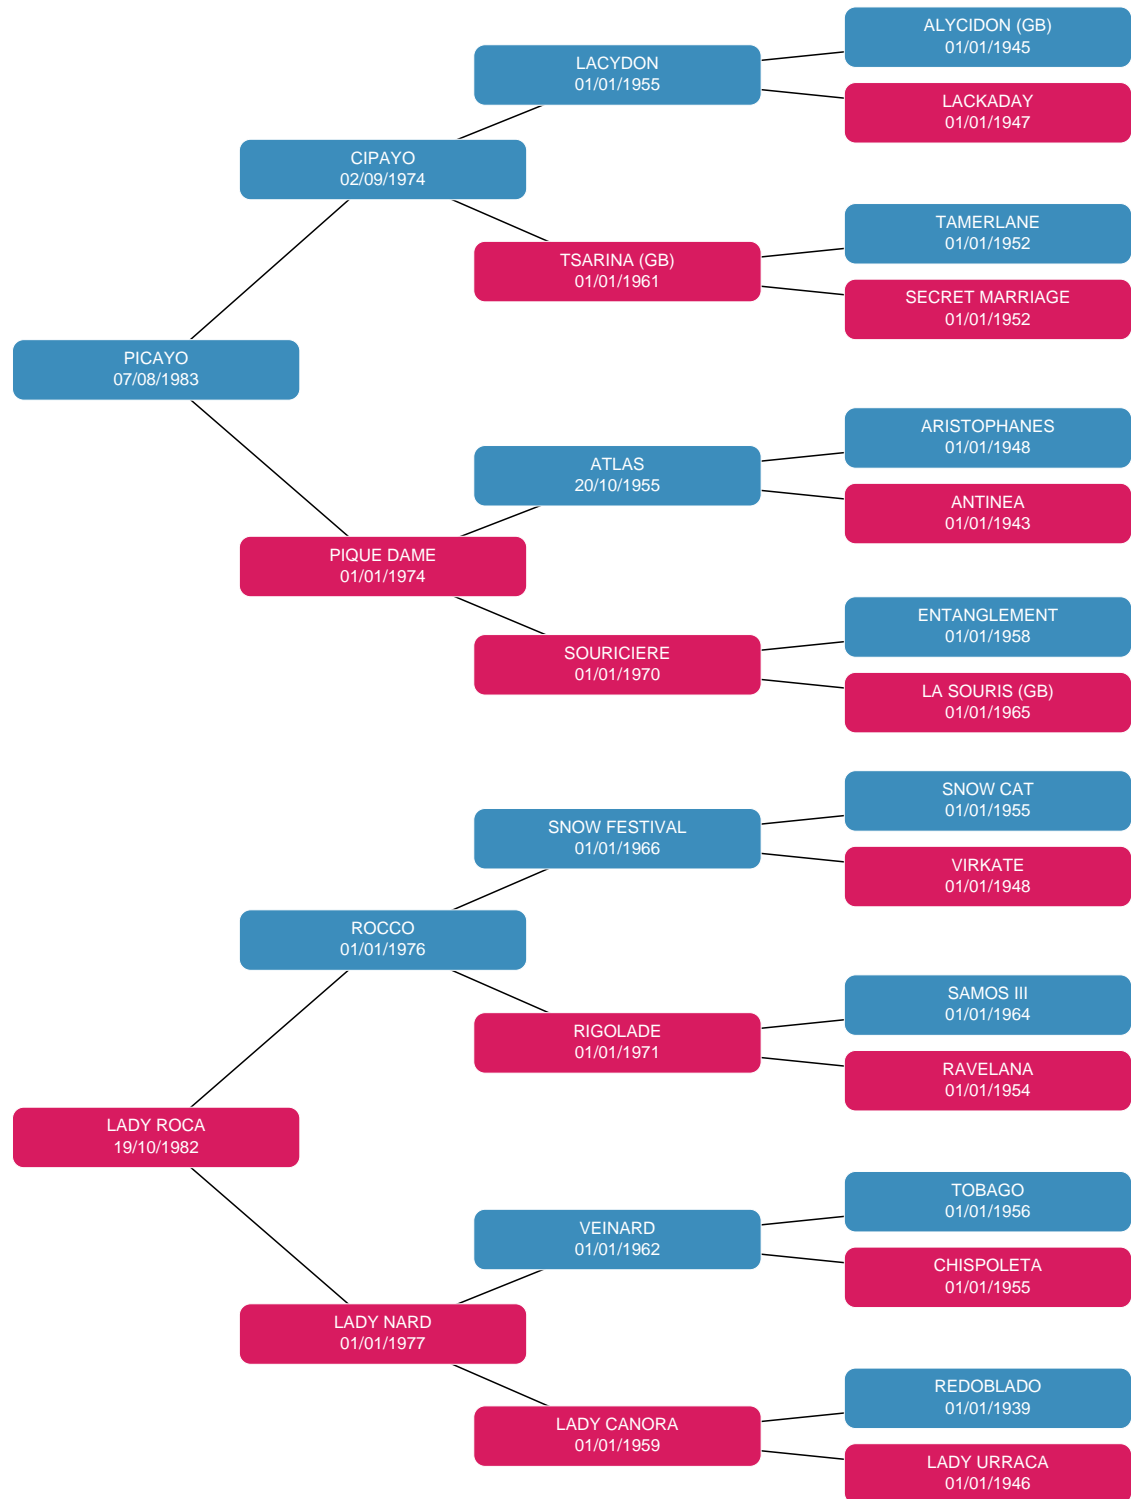 ALYCIDON (GB)
01/01/1945
LACYDON
01/01/1955
LACKADAY
01/01/1947
CIPAYO
02/09/1974
TAMERLANE
01/01/1952
TSARINA (GB)
01/01/1961
SECRET MARRIAGE
01/01/1952
PICAYO
07/08/1983
ARISTOPHANES
01/01/1948
ATLAS
20/10/1955
ANTINEA
01/01/1943
PIQUE DAME
01/01/1974
ENTANGLEMENT
01/01/1958
SOURICIERE
01/01/1970
LA SOURIS (GB)
01/01/1965
SNOW CAT
01/01/1955
SNOW FESTIVAL
01/01/1966
VIRKATE
01/01/1948
ROCCO
01/01/1976
SAMOS III
01/01/1964
RIGOLADE
01/01/1971
RAVELANA
01/01/1954
LADY ROCA
19/10/1982
TOBAGO
01/01/1956
VEINARD
01/01/1962
CHISPOLETA
01/01/1955
LADY NARD
01/01/1977
REDOBLADO
01/01/1939
LADY CANORA
01/01/1959
LADY URRACA
01/01/1946